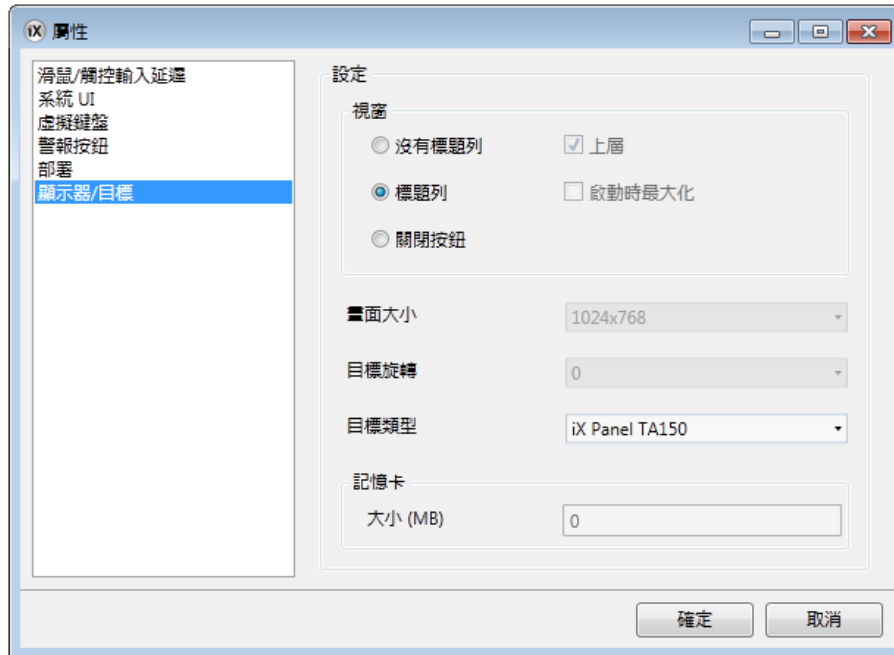 iX 屬性
滑鼠/觸控輸入延遲
系統 UI
虛擬鍵盤
警報按鈕
部署
顯示器/目標
設定
視窗
沒有標題列 上層
標題列 啟動時最大化
關閉按鈕
畫面大小 1024x768
目標旋轉 0
目標類型 iX Panel TA150
記憶卡
大小 (MB) 0
確定 取消